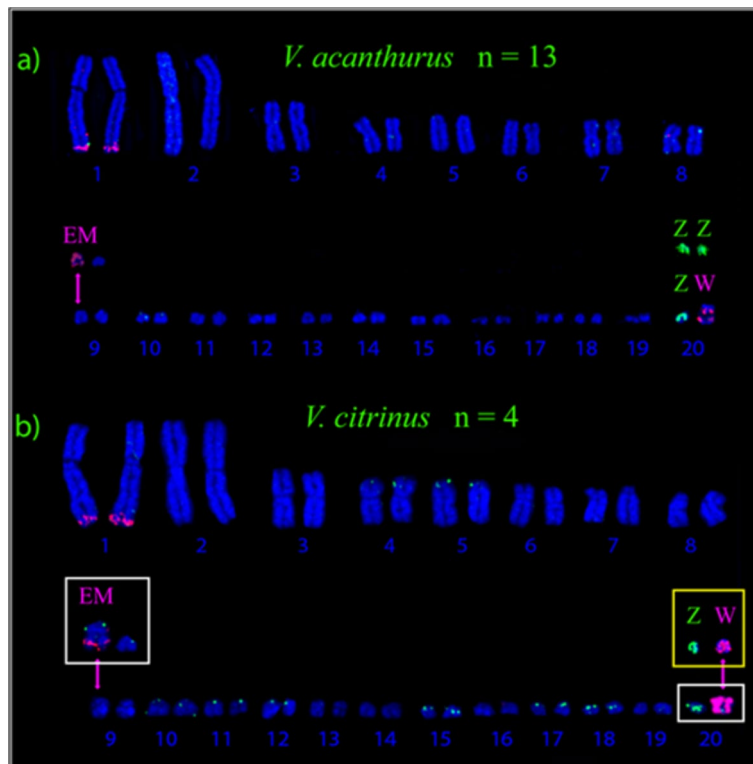 a) V. acanthurus n = 13
1 2 3 4 5 6 7 8
EM Z Z
Z W
9 10 11 12 13 14 15 16 17 18 19 20
b) V. citrinus n = 4
1 2 3 4 5 6 7 8
EM Z W
9 10 11 12 13 14 15 16 17 18 19 20